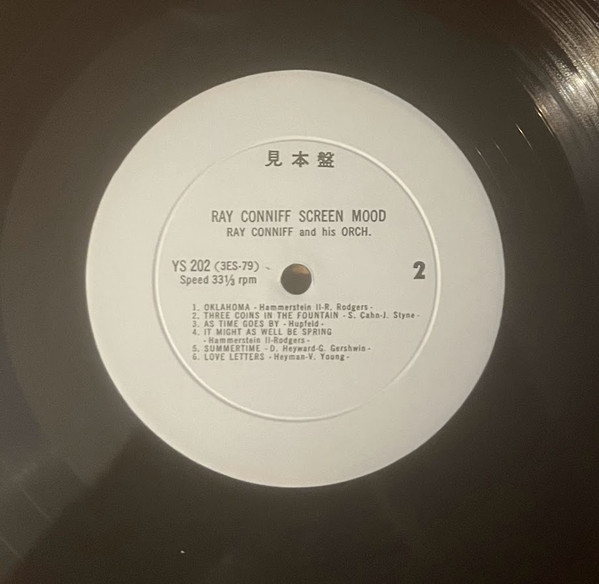 見本盤
RAY CONNIFF SCREEN MOOD
RAY CONNIFF and his ORCH.
YS 202 (3ES-79)
Speed 33⅓ rpm
2
1. OKLAHOMA - Hammerstein II-R. Rodgers -
2. THREE COINS IN THE FOUNTAIN - S. Cahn-J. Styne -
3. AS TIME GOES BY - Hupfeld -
4. IT MIGHT AS WELL BE SPRING
- Hammerstein II-Rodgers -
5. SUMMERTIME - D. Heyward-G. Gershwin -
6. LOVE LETTERS - Heyman-V. Young -